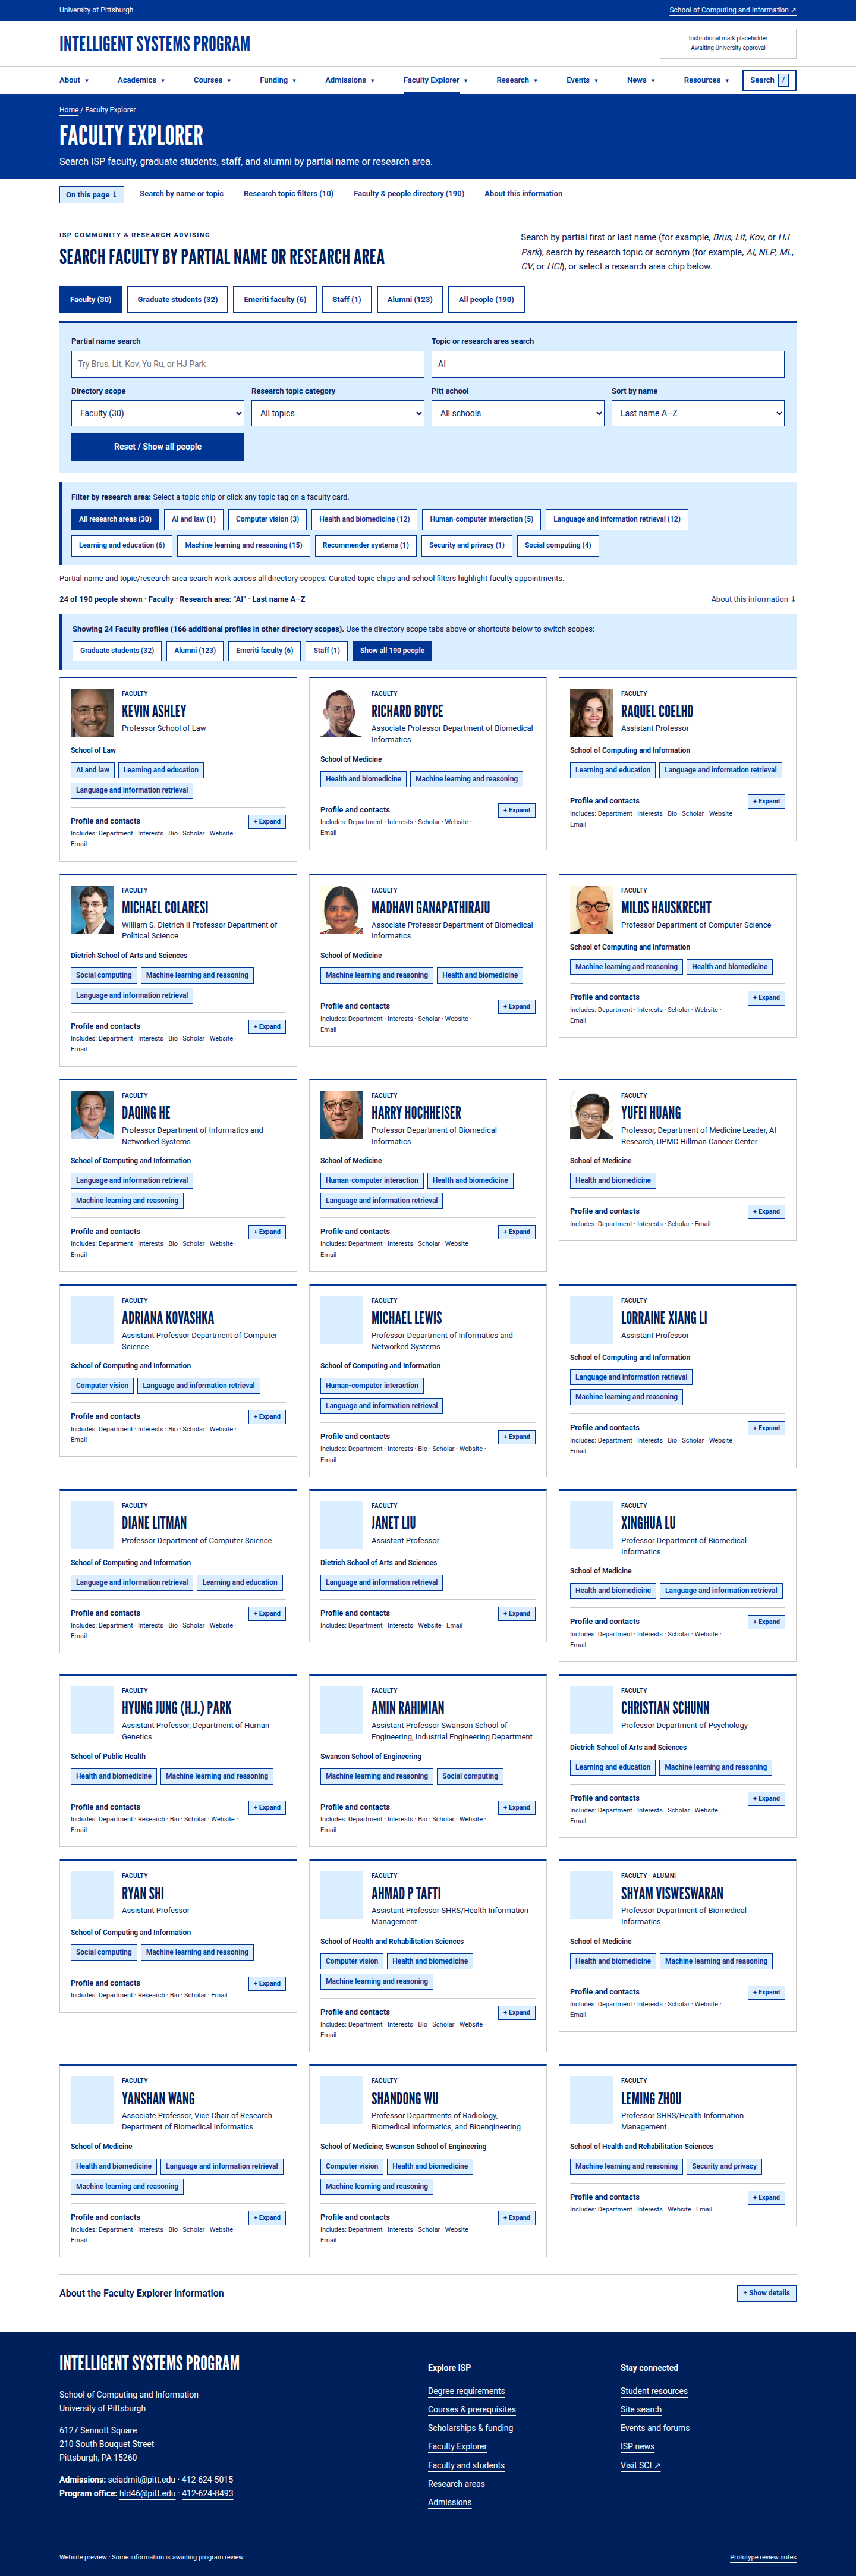 University of Pittsburgh
School of Computing and Information ↗
INTELLIGENT SYSTEMS PROGRAM
Institutional mark placeholder
Awaiting University approval
About ▼ Academics ▼ Courses ▼ Funding ▼ Admissions ▼ Faculty Explorer ▼ Research ▼ Events ▼ News ▼ Resources ▼ Search /
Home / Faculty Explorer
FACULTY EXPLORER
Search ISP faculty, graduate students, staff, and alumni by partial name or research area.
On this page ↓ Search by name or topic Research topic filters (10) Faculty & people directory (190) About this information
ISP COMMUNITY & RESEARCH ADVISING
SEARCH FACULTY BY PARTIAL NAME OR RESEARCH AREA
Search by partial first or last name (for example, Brus, Lit, Kov, or HJ
Park), search by research topic or acronym (for example, AI, NLP, ML,
CV, or HCI), or select a research area chip below.
Faculty (30) Graduate students (32) Emeriti faculty (6) Staff (1) Alumni (123) All people (190)
Partial name search Topic or research area search
Try Brus, Lit, Kov, Yu Ru, or HJ Park AI
Directory scope Research topic category Pitt school Sort by name
Faculty (30) All topics All schools Last name A–Z
Reset / Show all people
Filter by research area: Select a topic chip or click any topic tag on a faculty card.
All research areas (30) AI and law (1) Computer vision (3) Health and biomedicine (12) Human-computer interaction (5) Language and information retrieval (12)
Learning and education (6) Machine learning and reasoning (15) Recommender systems (1) Security and privacy (1) Social computing (4)
Partial-name and topic/research-area search work across all directory scopes. Curated topic chips and school filters highlight faculty appointments.
24 of 190 people shown · Faculty · Research area: "AI" · Last name A–Z About this information ↓
Showing 24 Faculty profiles (166 additional profiles in other directory scopes). Use the directory scope tabs above or shortcuts below to switch scopes:
Graduate students (32) Alumni (123) Emeriti faculty (6) Staff (1) Show all 190 people
FACULTY
KEVIN ASHLEY
Professor School of Law
School of Law
AI and law Learning and education
Language and information retrieval
Profile and contacts + Expand
Includes: Department · Interests · Bio · Scholar · Website ·
Email
FACULTY
RICHARD BOYCE
Associate Professor Department of Biomedical
Informatics
School of Medicine
Health and biomedicine Machine learning and reasoning
Profile and contacts + Expand
Includes: Department · Interests · Scholar · Website ·
Email
FACULTY
RAQUEL COELHO
Assistant Professor
School of Computing and Information
Learning and education Language and information retrieval
Profile and contacts + Expand
Includes: Department · Interests · Bio · Scholar · Website ·
Email
FACULTY
MICHAEL COLARESI
William S. Dietrich II Professor Department of
Political Science
Dietrich School of Arts and Sciences
Social computing Machine learning and reasoning
Language and information retrieval
Profile and contacts + Expand
Includes: Department · Interests · Bio · Scholar · Website ·
Email
FACULTY
MADHAVI GANAPATHIRAJU
Associate Professor Department of Biomedical
Informatics
School of Medicine
Machine learning and reasoning Health and biomedicine
Profile and contacts + Expand
Includes: Department · Interests · Scholar · Website ·
Email
FACULTY
MILOS HAUSKRECHT
Professor Department of Computer Science
School of Computing and Information
Machine learning and reasoning Health and biomedicine
Profile and contacts + Expand
Includes: Department · Interests · Scholar · Website ·
Email
FACULTY
DAQING HE
Professor Department of Informatics and
Networked Systems
School of Computing and Information
Language and information retrieval
Machine learning and reasoning
Profile and contacts + Expand
Includes: Department · Interests · Bio · Scholar · Website ·
Email
FACULTY
HARRY HOCHHEISER
Professor Department of Biomedical
Informatics
School of Medicine
Human-computer interaction Health and biomedicine
Language and information retrieval
Profile and contacts + Expand
Includes: Department · Interests · Scholar · Website ·
Email
FACULTY
YUFEI HUANG
Professor, Department of Medicine Leader, AI
Research, UPMC Hillman Cancer Center
School of Medicine
Health and biomedicine
Profile and contacts + Expand
Includes: Department · Interests · Scholar · Email
FACULTY
ADRIANA KOVASHKA
Assistant Professor Department of Computer
Science
School of Computing and Information
Computer vision Language and information retrieval
Profile and contacts + Expand
Includes: Department · Interests · Bio · Scholar · Website ·
Email
FACULTY
MICHAEL LEWIS
Professor Department of Informatics and
Networked Systems
School of Computing and Information
Human-computer interaction
Language and information retrieval
Profile and contacts + Expand
Includes: Department · Interests · Bio · Scholar · Website ·
Email
FACULTY
LORRAINE XIANG LI
Assistant Professor
School of Computing and Information
Language and information retrieval
Machine learning and reasoning
Profile and contacts + Expand
Includes: Department · Interests · Bio · Scholar · Website ·
Email
FACULTY
DIANE LITMAN
Professor Department of Computer Science
School of Computing and Information
Language and information retrieval Learning and education
Profile and contacts + Expand
Includes: Department · Interests · Bio · Scholar · Website ·
Email
FACULTY
JANET LIU
Assistant Professor
Dietrich School of Arts and Sciences
Language and information retrieval
Profile and contacts + Expand
Includes: Department · Interests · Website · Email
FACULTY
XINGHUA LU
Professor Department of Biomedical
Informatics
School of Medicine
Health and biomedicine Language and information retrieval
Profile and contacts + Expand
Includes: Department · Interests · Scholar · Website ·
Email
FACULTY
HYUNG JUNG (H.J.) PARK
Assistant Professor, Department of Human
Genetics
School of Public Health
Health and biomedicine Machine learning and reasoning
Profile and contacts + Expand
Includes: Department · Research · Bio · Scholar · Website ·
Email
FACULTY
AMIN RAHIMIAN
Assistant Professor Swanson School of
Engineering, Industrial Engineering Department
Swanson School of Engineering
Machine learning and reasoning Social computing
Profile and contacts + Expand
Includes: Department · Interests · Bio · Scholar · Website ·
Email
FACULTY
CHRISTIAN SCHUNN
Professor Department of Psychology
Dietrich School of Arts and Sciences
Learning and education Machine learning and reasoning
Profile and contacts + Expand
Includes: Department · Interests · Scholar · Website ·
Email
FACULTY
RYAN SHI
Assistant Professor
School of Computing and Information
Social computing Machine learning and reasoning
Profile and contacts + Expand
Includes: Department · Research · Bio · Scholar · Email
FACULTY
AHMAD P TAFTI
Assistant Professor SHRS/Health Information
Management
School of Health and Rehabilitation Sciences
Computer vision Health and biomedicine
Machine learning and reasoning
Profile and contacts + Expand
Includes: Department · Interests · Bio · Scholar · Website ·
Email
FACULTY · ALUMNI
SHYAM VISWESWARAN
Professor Department of Biomedical
Informatics
School of Medicine
Health and biomedicine Machine learning and reasoning
Profile and contacts + Expand
Includes: Department · Interests · Scholar · Website ·
Email
FACULTY
YANSHAN WANG
Associate Professor, Vice Chair of Research
Department of Biomedical Informatics
School of Medicine
Health and biomedicine Language and information retrieval
Machine learning and reasoning
Profile and contacts + Expand
Includes: Department · Interests · Bio · Scholar · Website ·
Email
FACULTY
SHANDONG WU
Professor Departments of Radiology,
Biomedical Informatics, and Bioengineering
School of Medicine; Swanson School of Engineering
Computer vision Health and biomedicine
Machine learning and reasoning
Profile and contacts + Expand
Includes: Department · Interests · Scholar · Website ·
Email
FACULTY
LEMING ZHOU
Professor SHRS/Health Information
Management
School of Health and Rehabilitation Sciences
Machine learning and reasoning Security and privacy
Profile and contacts + Expand
Includes: Department · Interests · Website · Email
About the Faculty Explorer information + Show details
INTELLIGENT SYSTEMS PROGRAM
School of Computing and Information
University of Pittsburgh
6127 Sennott Square
210 South Bouquet Street
Pittsburgh, PA 15260
Admissions: sciadmit@pitt.edu · 412-624-5015
Program office: hld46@pitt.edu · 412-624-8493
Explore ISP
Degree requirements
Courses & prerequisites
Scholarships & funding
Faculty Explorer
Faculty and students
Research areas
Admissions
Stay connected
Student resources
Site search
Events and forums
ISP news
Visit SCI ↗
Website preview · Some information is awaiting program review
Prototype review notes